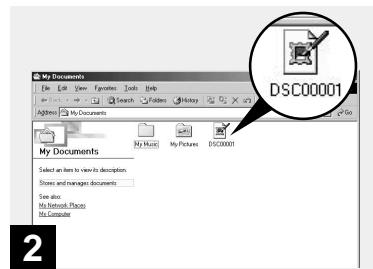 My Documents
File Edit View Favorites Tools Help
Back Search Folders History
Address My Documents Go
My Documents
Select an item to view its description.
Stores and manages documents
See also:
My Network Places
My Computer
My Music My Pictures DSC00001
DSC00001
2